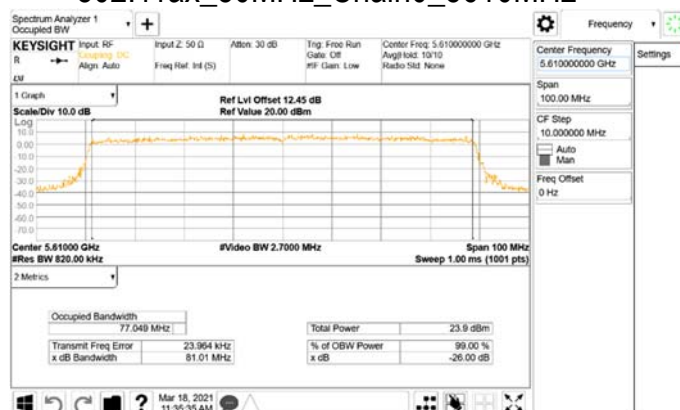 Spectrum Analyzer 1
Occupied BW
KEYSIGHT
R
Input: RF
Coupling: DC
Align: Auto
Input Z: 50 Ω
Freq Ref: Int (S)
Atten: 30 dB
Trig: Free Run
Gate: Off
#IF Gain: Low
Center Freq: 5.610000000 GHz
Avg|Hold: 10/10
Radio Std: None
1 Graph
Scale/Div 10.0 dB
Ref Lvl Offset 12.45 dB
Ref Value 20.00 dBm
Log
10.0
0.00
-10.0
-20.0
-30.0
-40.0
-50.0
-60.0
-70.0
Center 5.61000 GHz
#Res BW 820.00 kHz
#Video BW 2.7000 MHz
Span 100 MHz
Sweep 1.00 ms (1001 pts)
2 Metrics
Occupied Bandwidth
77.049 MHz
Transmit Freq Error 23.964 kHz
x dB Bandwidth 81.01 MHz
Total Power 23.9 dBm
% of OBW Power 99.00 %
x dB -26.00 dB
Mar 18, 2021
11:35:35 AM
Frequency
Settings
Center Frequency
5.610000000 GHz
Span
100.00 MHz
CF Step
10.000000 MHz
Auto
Man
Freq Offset
0 Hz